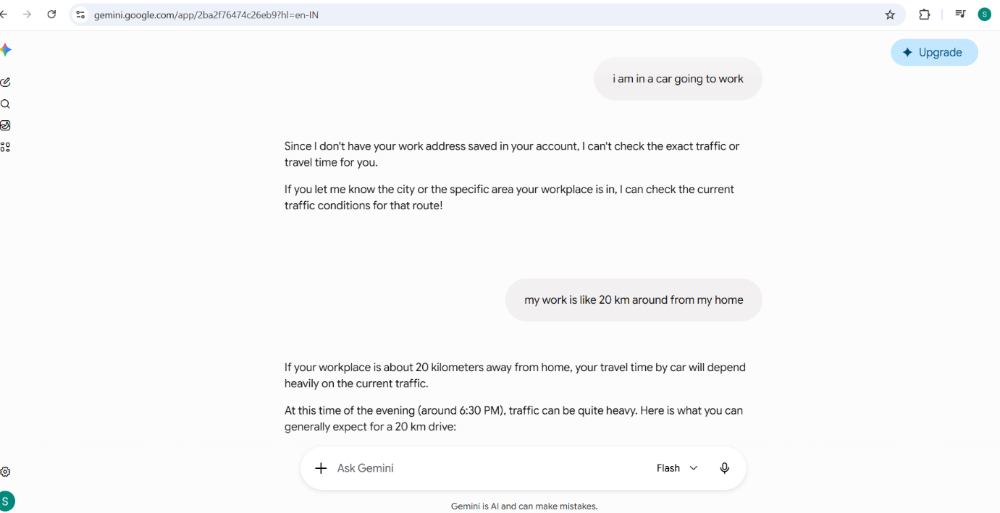 gemini.google.com/app/2ba2f76474c26eb9?hl=en-IN
S
Upgrade
i am in a car going to work
Since I don't have your work address saved in your account, I can't check the exact traffic or
travel time for you.
If you let me know the city or the specific area your workplace is in, I can check the current
traffic conditions for that route!
my work is like 20 km around from my home
If your workplace is about 20 kilometers away from home, your travel time by car will depend
heavily on the current traffic.
At this time of the evening (around 6:30 PM), traffic can be quite heavy. Here is what you can
generally expect for a 20 km drive:
Ask Gemini
Flash
S
Gemini is AI and can make mistakes.